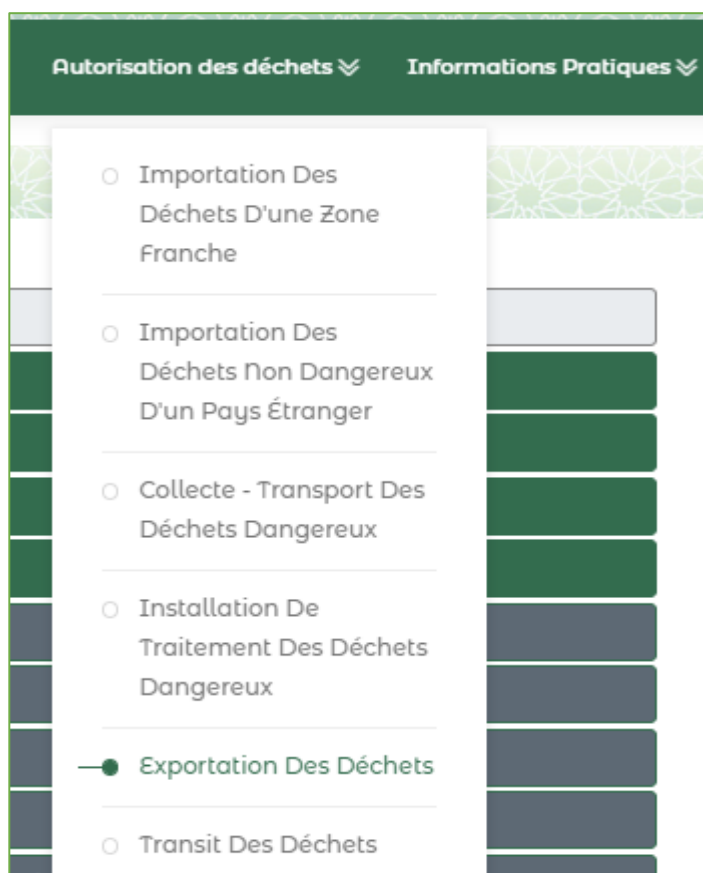 Autorisation des déchets
Informations Pratiques
Importation Des
Déchets D'une Zone
Franche
Importation Des
Déchets Non Dangereux
D'un Pays Étranger
Collecte - Transport Des
Déchets Dangereux
Installation De
Traitement Des Déchets
Dangereux
Exportation Des Déchets
Transit Des Déchets